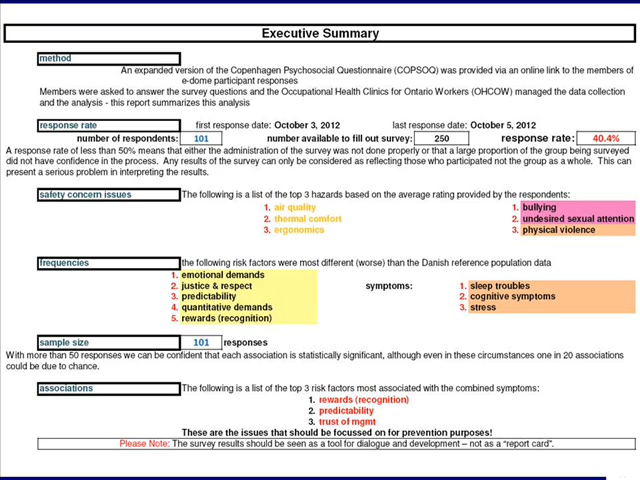 Executive Summary
method
An expanded version of the Copenhagen Psychosocial Questionnaire (COPSOQ) was provided via an online link to the members of
e-dome participant responses
Members were asked to answer the survey questions and the Occupational Health Clinics for Ontario Workers (OHCOW) managed the data collection
and the analysis - this report summarizes this analysis
response rate first response date: October 3, 2012 last response date: October 5, 2012
number of respondents: 101 number available to fill out survey: 250 response rate: 40.4%
A response rate of less than 50% means that either the administration of the survey was not done properly or that a large proportion of the group being surveyed
did not have confidence in the process. Any results of the survey can only be considered as reflecting those who participated not the group as a whole. This can
present a serious problem in interpreting the results.
safety concern issues The following is a list of the top 3 hazards based on the average rating provided by the respondents:
1. air quality 1. bullying
2. thermal comfort 2. undesired sexual attention
3. ergonomics 3. physical violence
frequencies the following risk factors were most different (worse) than the Danish reference population data
1. emotional demands
2. justice & respect symptoms: 1. sleep troubles
3. predictability 2. cognitive symptoms
4. quantitative demands 3. stress
5. rewards (recognition)
sample size 101 responses
With more than 50 responses we can be confident that each association is statistically significant, although even in these circumstances one in 20 associations
could be due to chance.
associations The following is a list of the top 3 risk factors most associated with the combined symptoms:
1. rewards (recognition)
2. predictability
3. trust of mgmt
These are the issues that should be focussed on for prevention purposes!
Please Note: The survey results should be seen as a tool for dialogue and development – not as a “report card”.